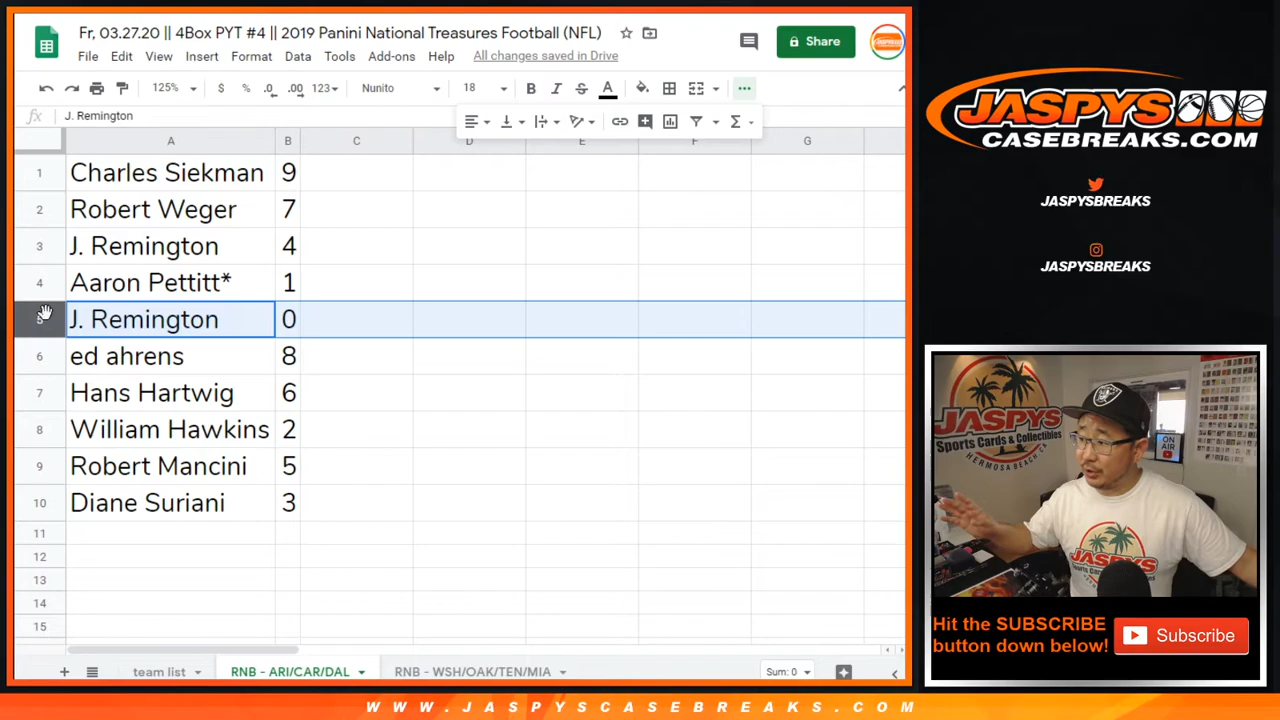 Fr, 03.27.20 || 4Box PYT #4 || 2019 Panini National Treasures Football (NFL)
File Edit View Insert Format Data Tools Add-ons Help All changes saved in Drive
Share
125% $ % .0 .00 123 Nunito 18 B I S A
fx J. Remington
A B C D E F G
1 Charles Siekman 9
2 Robert Weger 7
3 J. Remington 4
4 Aaron Pettitt* 1
5 J. Remington 0
6 ed ahrens 8
7 Hans Hartwig 6
8 William Hawkins 2
9 Robert Mancini 5
10 Diane Suriani 3
11
12
13
14
15
team list RNB - ARI/CAR/DAL RNB - WSH/OAK/TEN/MIA Sum: 0
JASPYS
CASEBREAKS.COM
JASPYSBREAKS
JASPYSBREAKS
JASPYS
Sports Cards & Collectibles
HERMOSA BEACH, CA
ON AIR
Hit the SUBSCRIBE
button down below!
Subscribe
WWW.JASPYSCASEBREAKS.COM